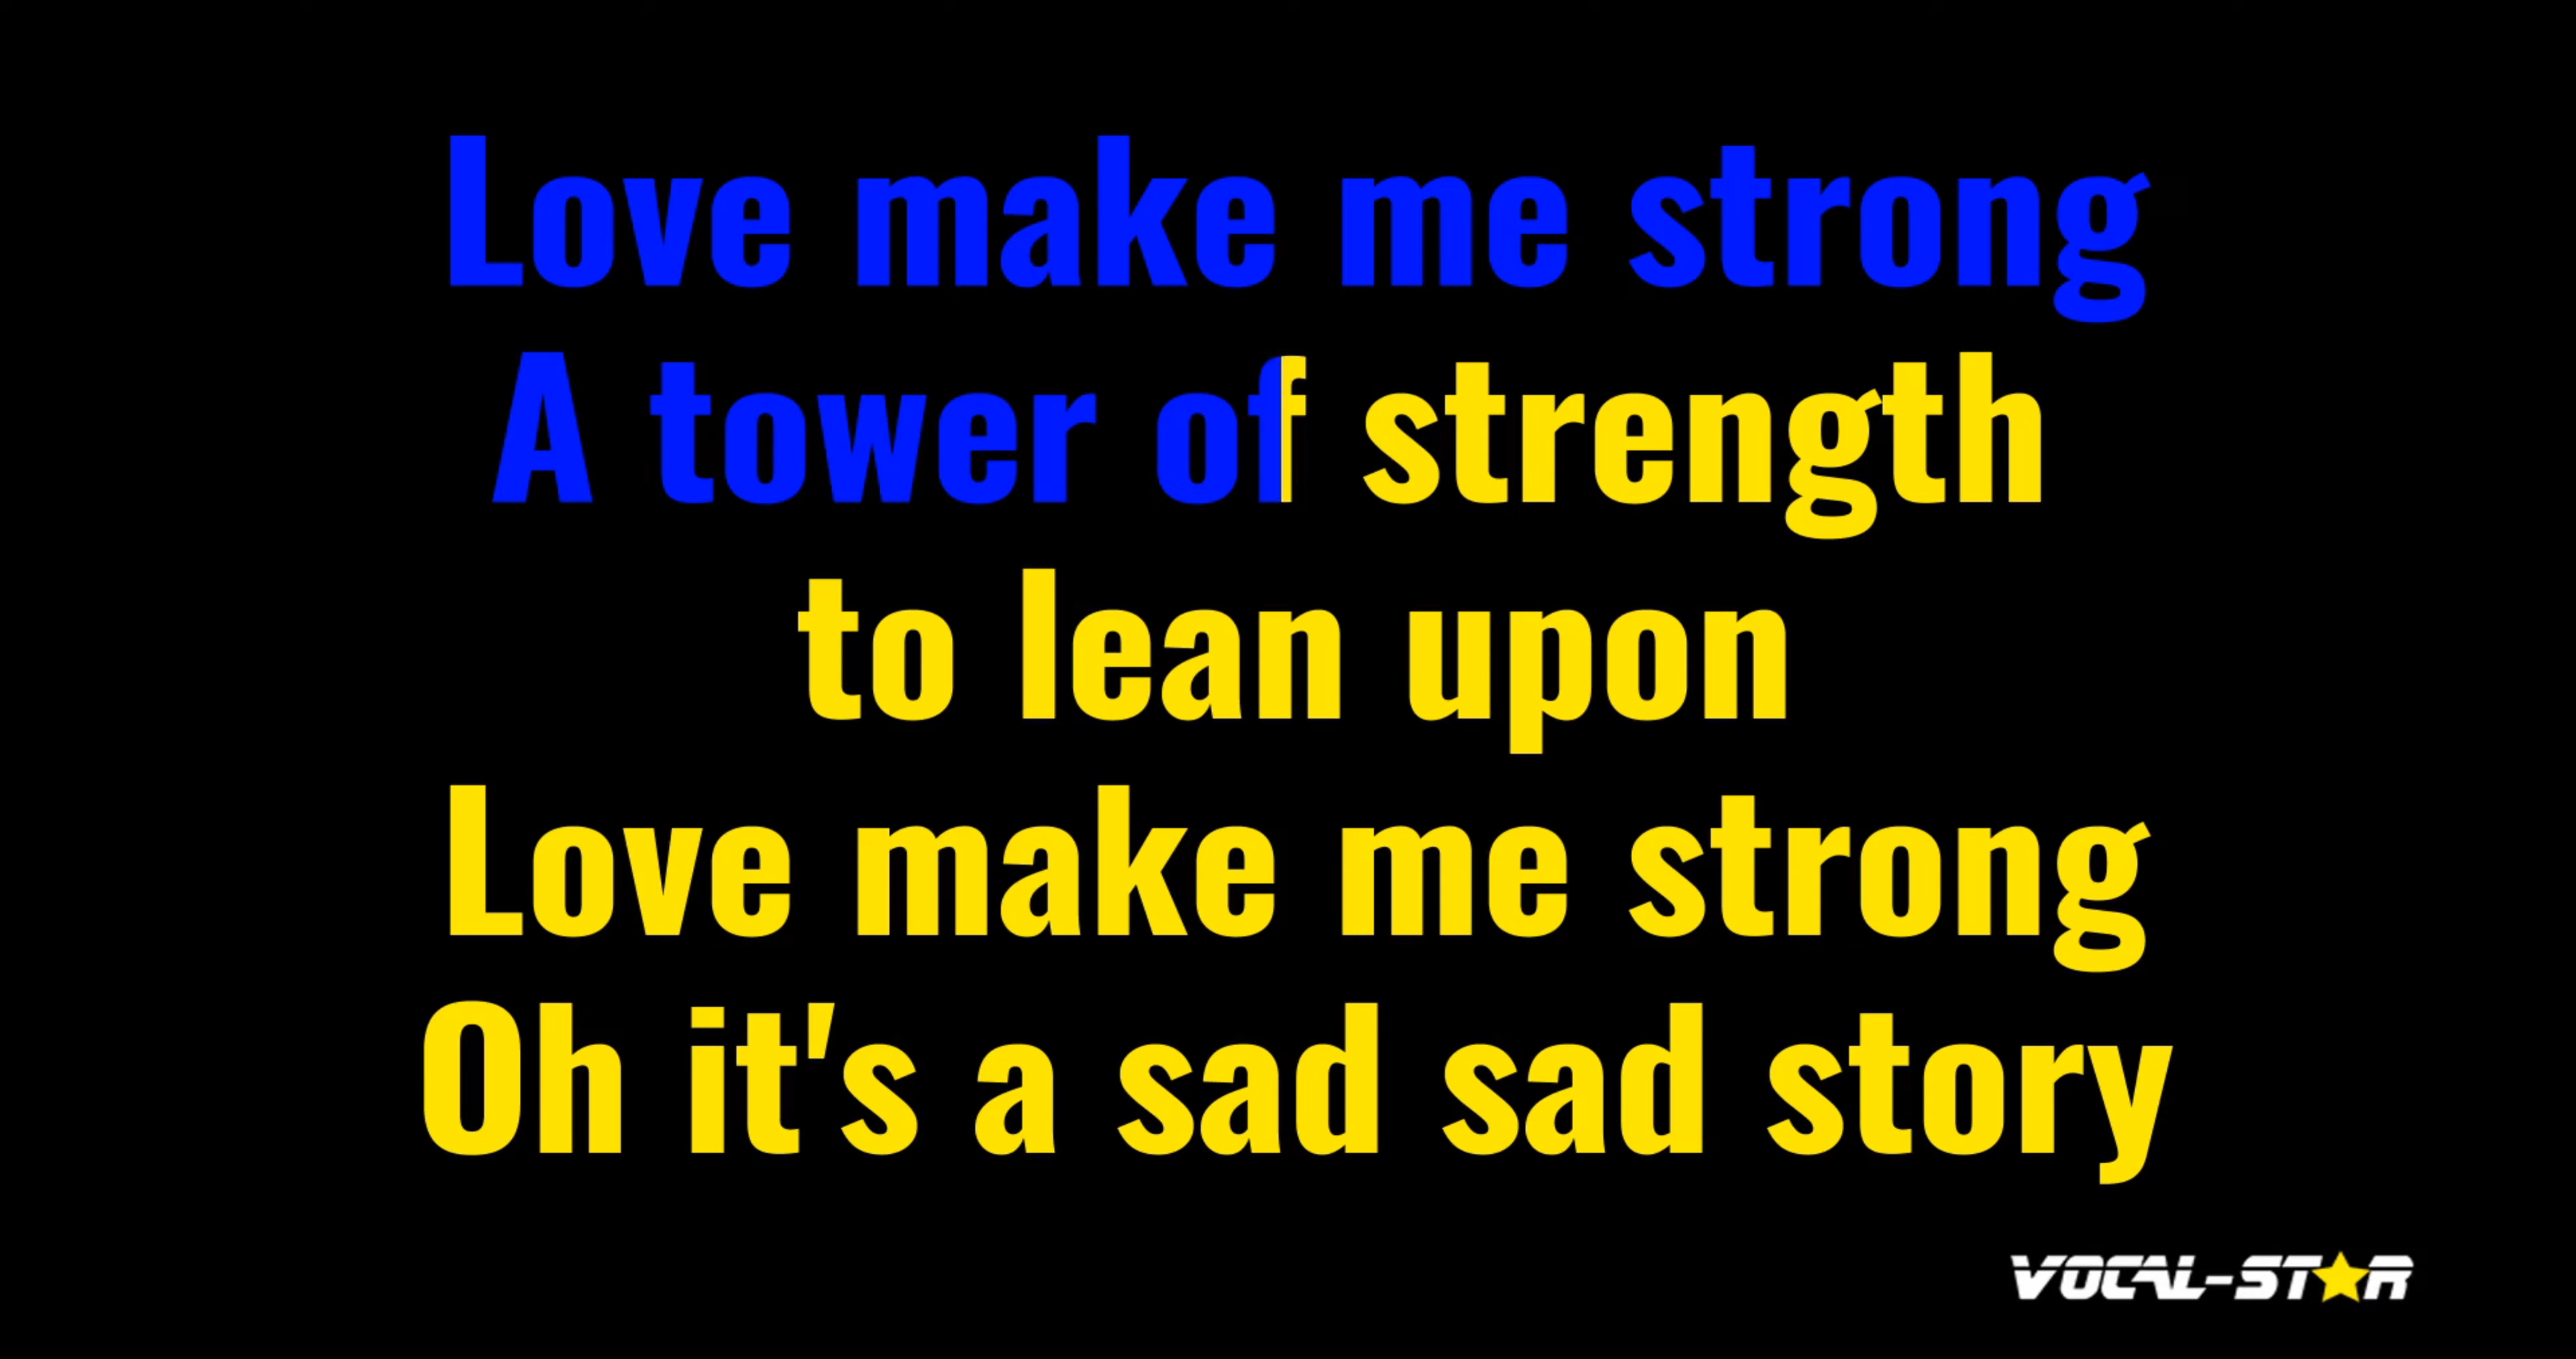 Love make me strong
A tower of strength
to lean upon
Love make me strong
Oh it's a sad sad story
VOCAL-STAR